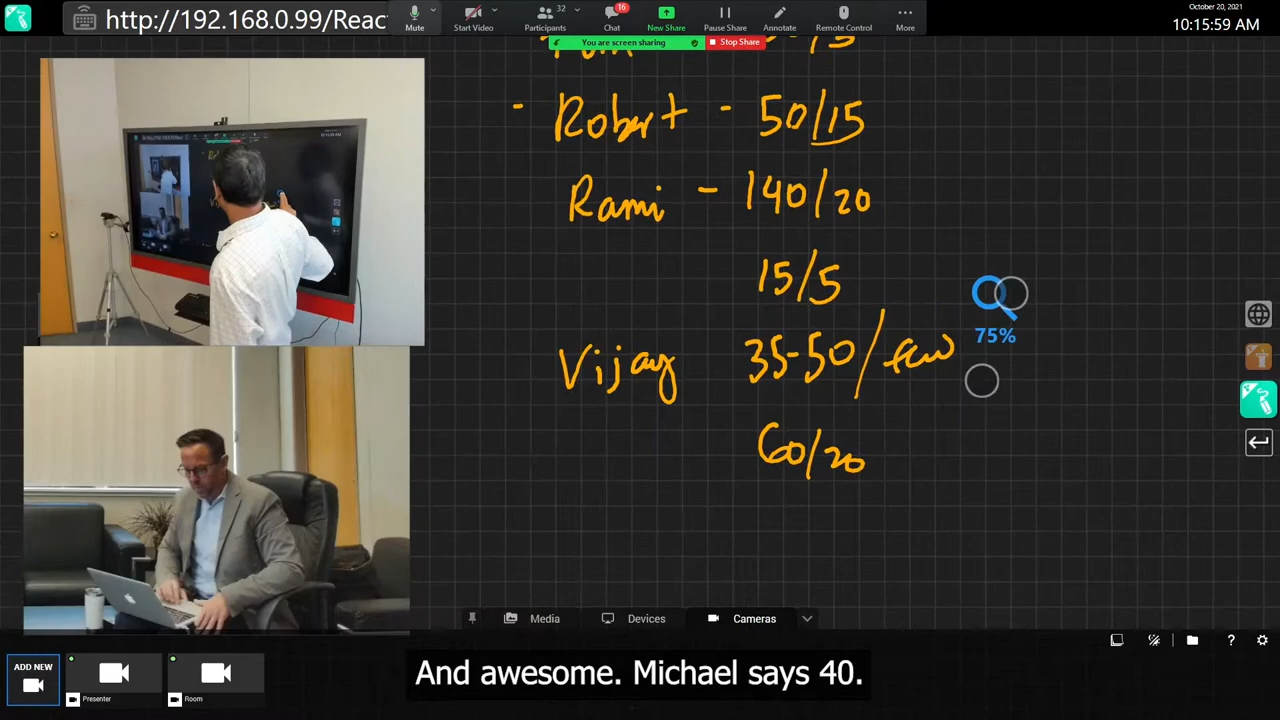 http://192.168.0.99/Reac
Mute
Start Video
32
Participants
16
Chat
New Share
Pause Share
Annotate
Remote Control
More
October 20, 2021
10:15:59 AM
You are screen sharing
Stop Share
- Robert - 50/15
Rami - 140/20
15/5
Vijay 35-50/few
60/20
75%
Media
Devices
Cameras
ADD NEW
Presenter
Room
?
And awesome. Michael says 40.